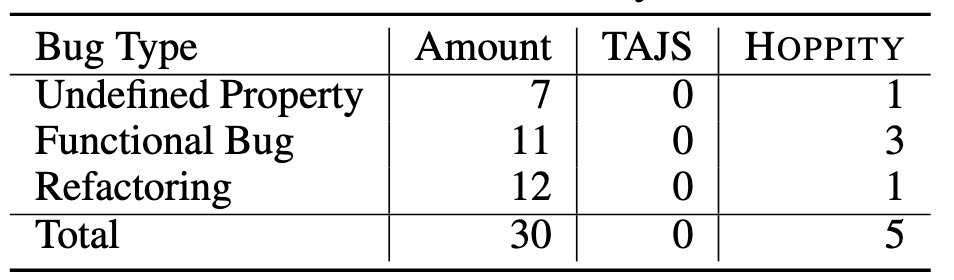 Bug Type Amount TAJS HOPPITY
Undefined Property 7 0 1
Functional Bug 11 0 3
Refactoring 12 0 1
Total 30 0 5